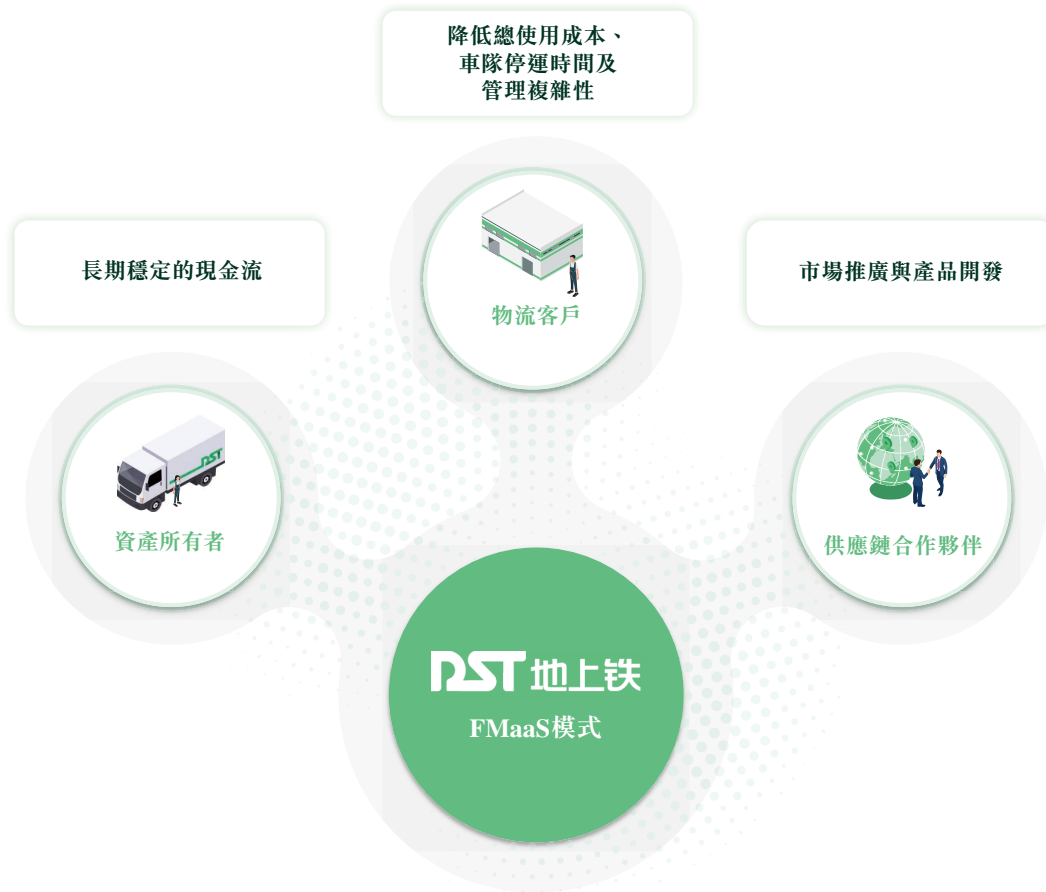 降低總使用成本、
車隊停運時間及
管理複雜性
長期穩定的現金流
市場推廣與產品開發
物流客戶
DST
資產所有者
供應鏈合作夥伴
DST 地上铁
FMaaS模式